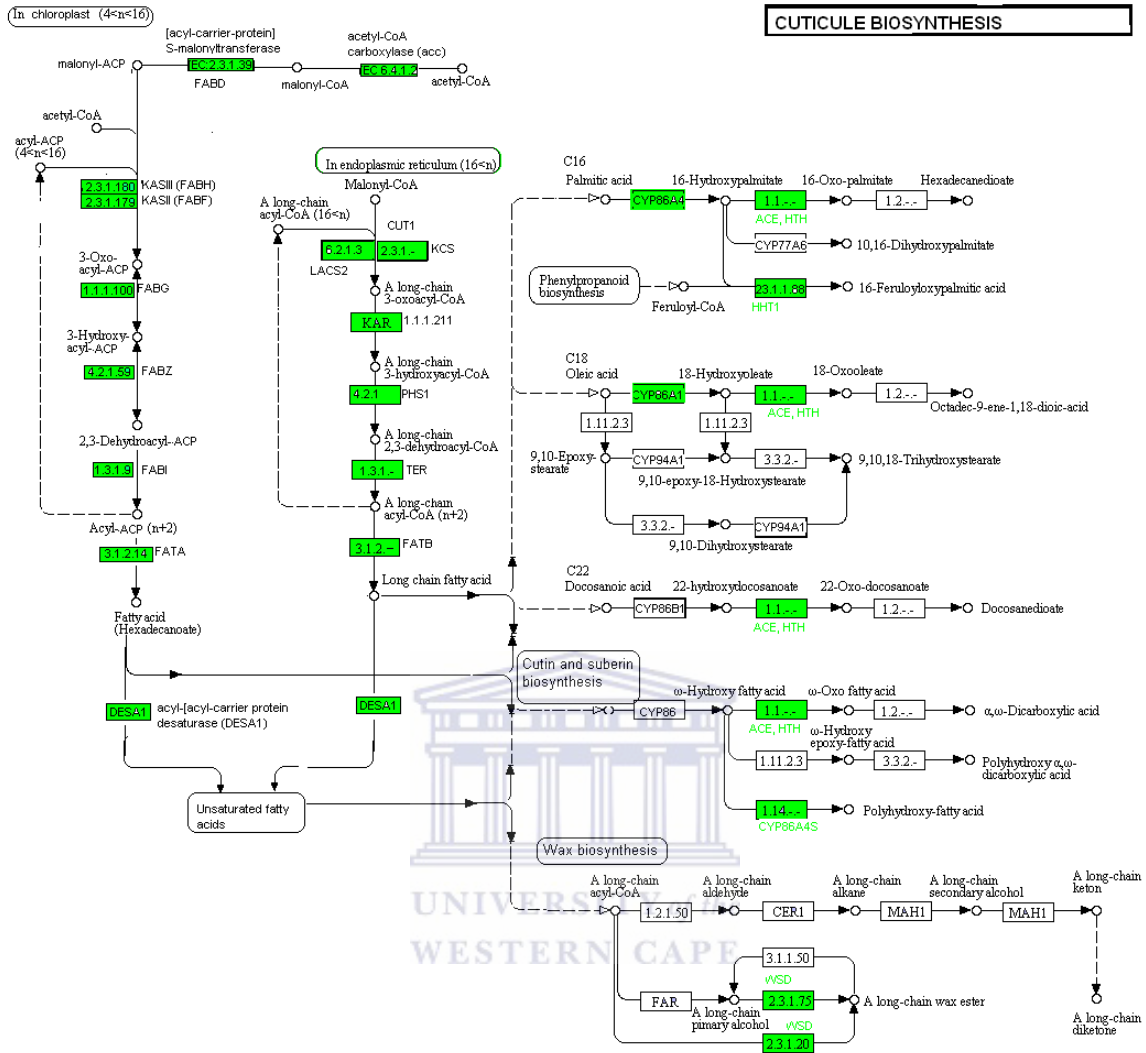 In chloroplast (4<n<16)
CUTICULE BIOSYNTHESIS
[acyl-carrier-protein]
S-malonyltransferase
acetyl-CoA
carboxylase (acc)
malonyl-ACP
EC:2.3.1.39
EC 6.4.1.2
FABD
malonyl-CoA
acetyl-CoA
acetyl-CoA
acyl-ACP
(4<n<16)
2.3.1.180
KASIII (FABH)
2.3.1.179
KASII (FABF)
3-Oxo-
acyl-ACP
1.1.1.100
FABG
3-Hydroxy-
acyl-ACP
4.2.1.59
FABZ
2,3-Dehydroacyl-ACP
1.3.1.9
FABI
Acyl-ACP (n+2)
3.1.2.14
FATA
Fatty acid
(Hexadecanoate)
DESA1
acyl-[acyl-carrier protein
desaturase (DESA1)
Unsaturated fatty
acids
In endoplasmic reticulum (16<n)
Malonyl-CoA
A long-chain
acyl-CoA (16<n)
CUT1
6.2.1.3
2.3.1.-
KCS
LACS2
A long-chain
3-oxoacyl-CoA
KAR
1.1.1.211
A long-chain
3-hydroxyacyl-CoA
4.2.1
PHS1
A long-chain
2,3-dehydroacyl-CoA
1.3.1.-
TER
A long-chain
acyl-CoA (n+2)
3.1.2.-
FATB
Long chain fatty acid
DESA1
C16
Palmitic acid
16-Hydroxypalmitate
16-Oxo-palmitate
Hexadecanedioate
CYP86A4
1.1.-.-
1.2.-.-
ACE, HTH
CYP77A6
10,16-Dihydroxypalmitate
Phenylpropanoid
biosynthesis
Feruloyl-CoA
23.1.1.88
16-Feruloyloxypalmitic acid
HHT1
C18
Oleic acid
18-Hydroxyoleate
18-Oxooleate
CYP86A1
1.1.-.-
1.2.-.-
ACE, HTH
Octadec-9-ene-1,18-dioic-acid
1.11.2.3
1.11.2.3
9,10-Epoxy-
stearate
CYP94A1
3.3.2.-
9,10,18-Trihydroxystearate
9,10-epoxy-18-Hydroxystearate
3.3.2.-
CYP94A1
9,10-Dihydroxystearate
C22
Docosanoic acid
22-hydroxydocosanoate
22-Oxo-docosanoate
CYP86B1
1.1.-.-
1.2.-.-
Docosanedioate
ACE, HTH
Cutin and suberin
biosynthesis
ω-Hydroxy fatty acid
ω-Oxo fatty acid
CYP86
1.1.-.-
1.2.-.-
α,ω-Dicarboxylic acid
ACE, HTH
ω-Hydroxy
epoxy-fatty acid
1.11.2.3
3.3.2.-
Polyhydroxy α,ω-
dicarboxylic acid
1.14.-.-
Polyhydroxy-fatty acid
CYP86A4S
Wax biosynthesis
A long-chain
acyl-CoA
A long-chain
aldehyde
A long-chain
alkane
A long-chain
secondary alcohol
A long-chain
keton
1.2.1.50
CER1
MAH1
MAH1
3.1.1.50
WSD
FAR
2.3.1.75
A long-chain wax ester
A long-chain
pimary alcohol
WSD
2.3.1.20
A long-chain
diketone
UNIVERSITY of the
WESTERN CAPE